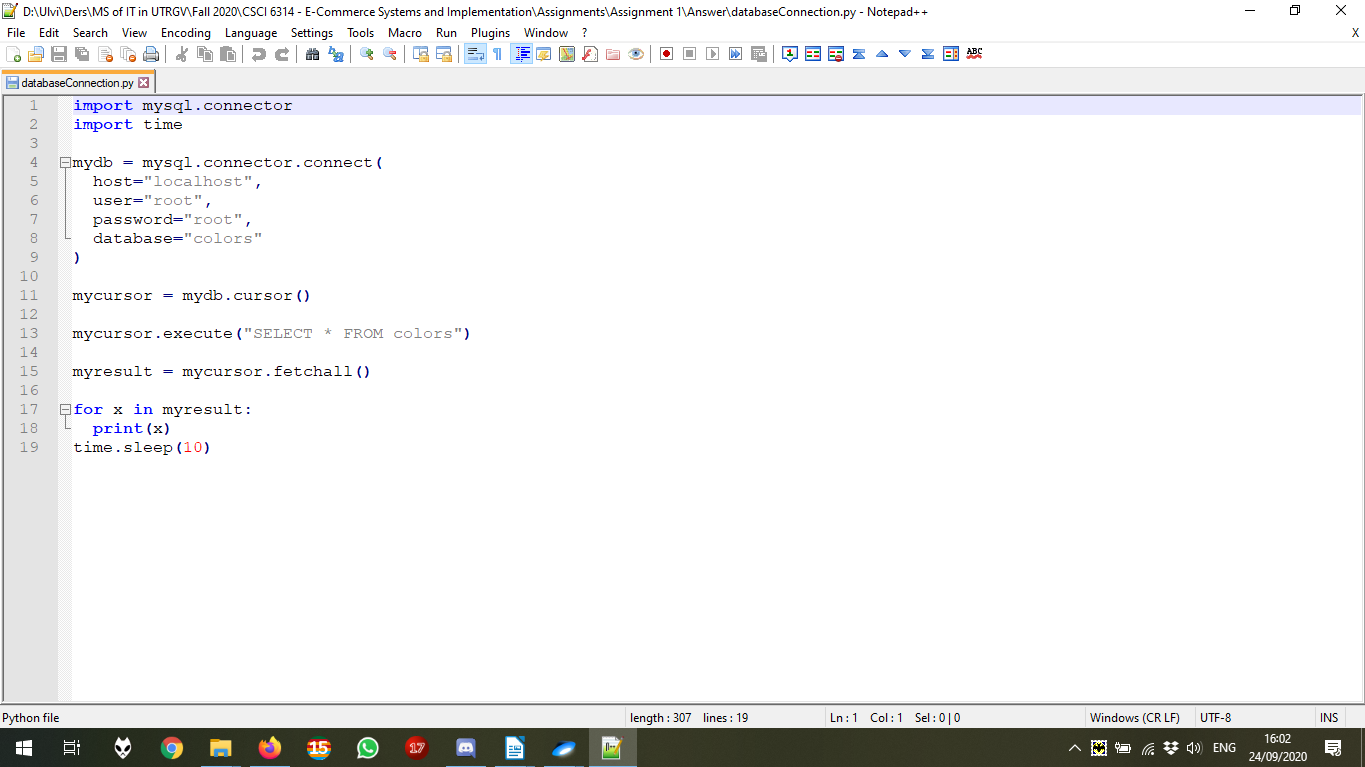 D:\Ulvi\Ders\MS of IT in UTRGV\Fall 2020\CSCI 6314 - E-Commerce Systems and Implementation\Assignments\Assignment 1\Answer\databaseConnection.py - Notepad++
File Edit Search View Encoding Language Settings Tools Macro Run Plugins Window ? X
ABC
databaseConnection.py
1 import mysql.connector
2 import time
3
4 mydb = mysql.connector.connect(
5   host="localhost",
6   user="root",
7   password="root",
8   database="colors"
9 )
10
11 mycursor = mydb.cursor()
12
13 mycursor.execute("SELECT * FROM colors")
14
15 myresult = mycursor.fetchall()
16
17 for x in myresult:
18   print(x)
19 time.sleep(10)
Python file length : 307 lines : 19 Ln : 1 Col : 1 Sel : 0 | 0 Windows (CR LF) UTF-8 INS
15 17 ENG 16:02
24/09/2020